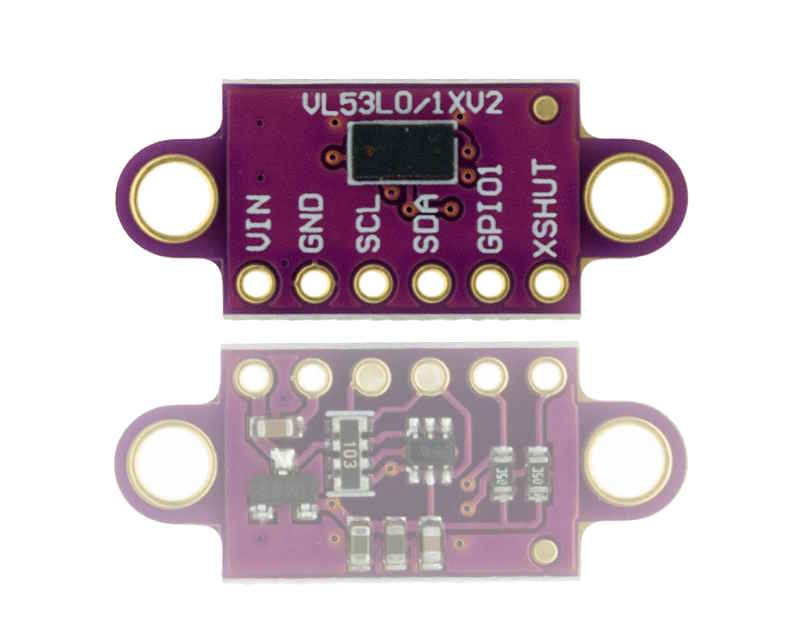 VL53L0/1XV2
VIN
GND
SCL
SDA
GPIO1
XSHUT
103